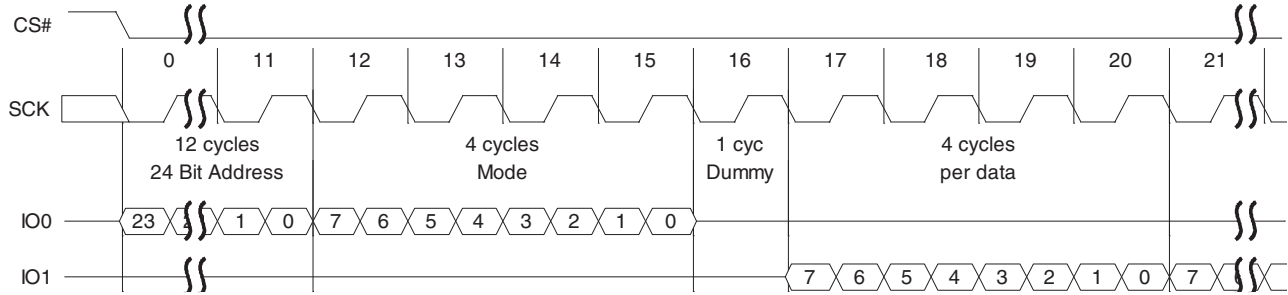 CS#
0 11 12 13 14 15 16 17 18 19 20 21
SCK
12 cycles 4 cycles 1 cyc 4 cycles
24 Bit Address Mode Dummy per data
IO0 23 1 0 7 6 5 4 3 2 1 0
IO1 7 6 5 4 3 2 1 0 7